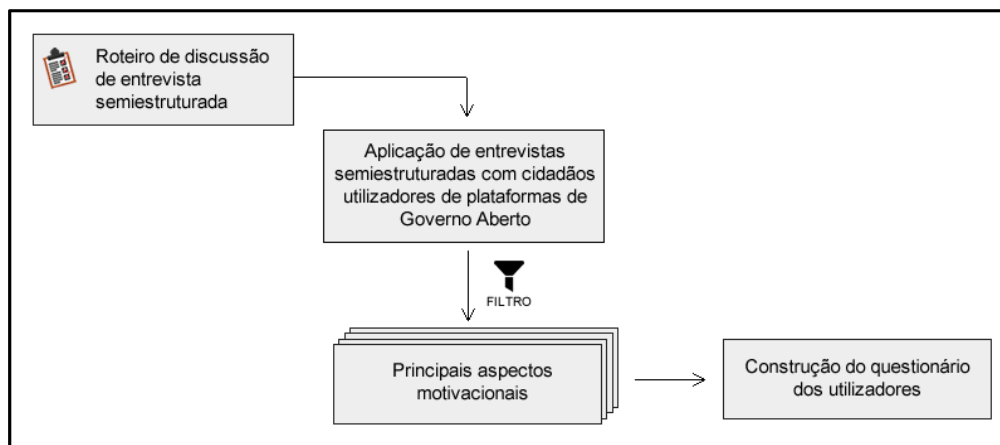 Roteiro de discussão
de entrevista
semiestruturada
Aplicação de entrevistas
semiestruturadas com cidadãos
utilizadores de plataformas de
Governo Aberto
FILTRO
Principais aspectos
motivacionais
Construção do questionário
dos utilizadores